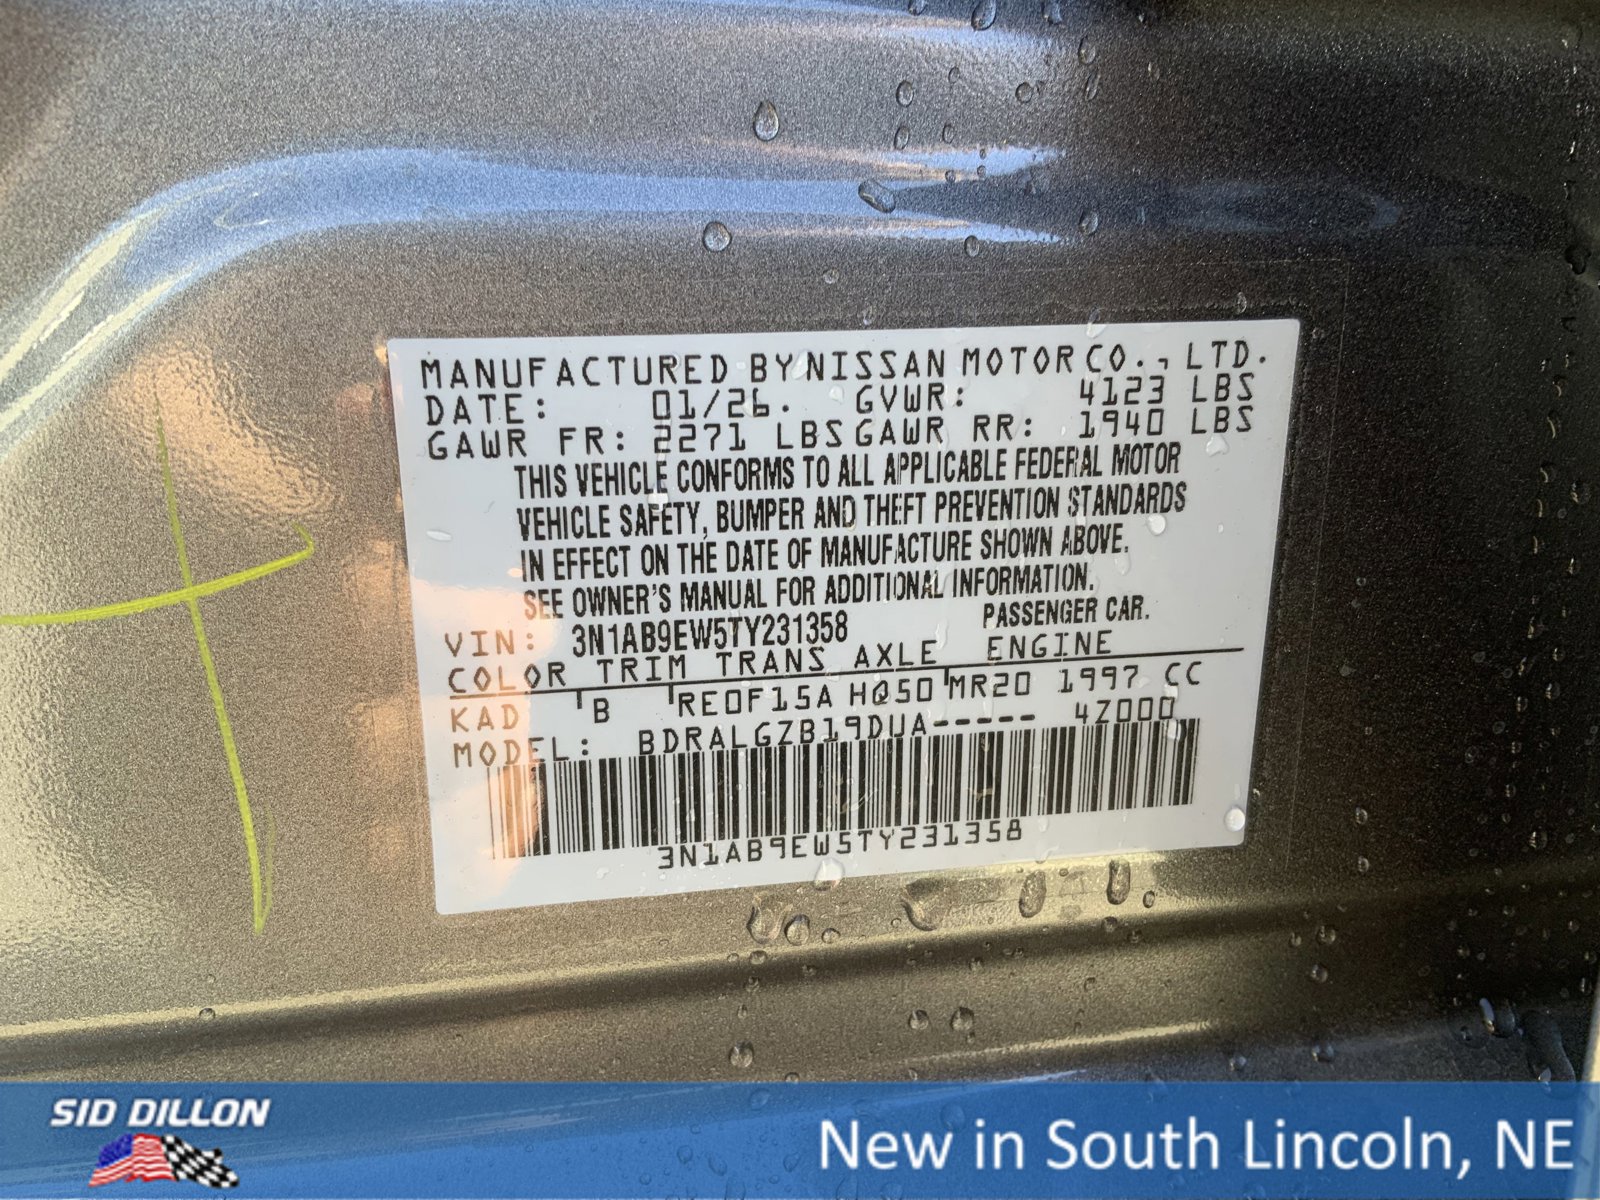 MANUFACTURED BY NISSAN MOTOR CO., LTD.
DATE: 01/26. GVWR: 4123 LBS
GAWR FR: 2271 LBS GAWR RR: 1940 LBS
THIS VEHICLE CONFORMS TO ALL APPLICABLE FEDERAL MOTOR
VEHICLE SAFETY, BUMPER AND THEFT PREVENTION STANDARDS
IN EFFECT ON THE DATE OF MANUFACTURE SHOWN ABOVE.
SEE OWNER'S MANUAL FOR ADDITIONAL INFORMATION.
VIN: 3N1AB9EW5TY231358 PASSENGER CAR.
COLOR TRIM TRANS AXLE ENGINE
KAD B RE0F15A HQ50 MR20 1997 CC
MODEL: BDRALGZB19DUA----- 4Z000
3N1AB9EW5TY231358
SID DILLON
New in South Lincoln, NE